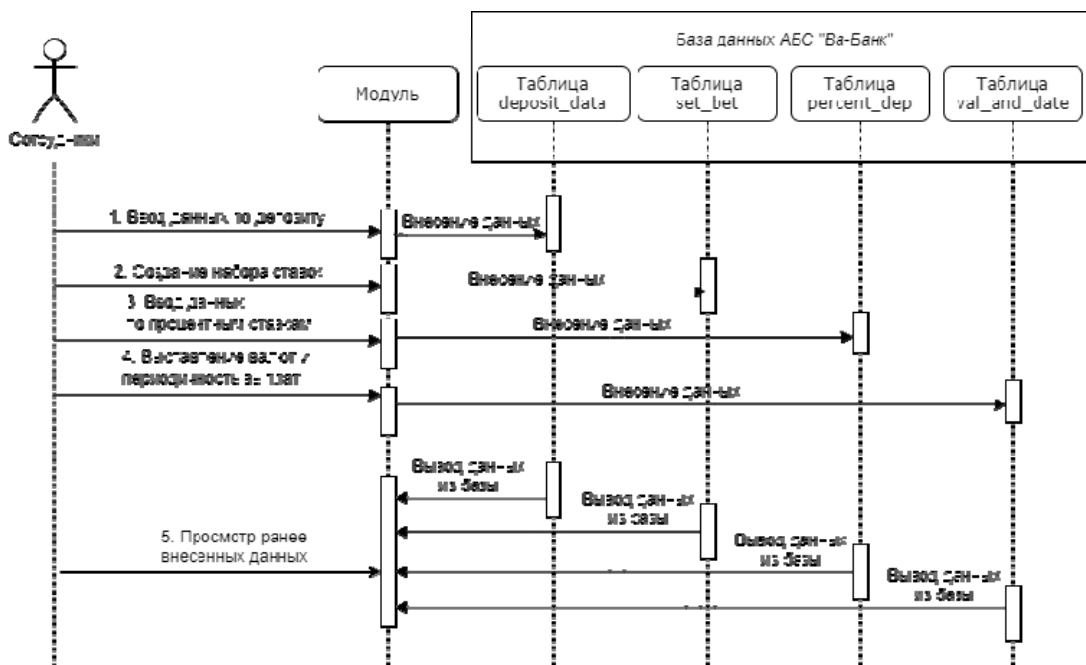 База данных АБС "Ва-Банк"
Сотрудники
Модуль
Таблица
deposit_data
Таблица
set_bet
Таблица
percent_dep
Таблица
val_and_date
1. Ввод данных по депозиту
Внесение данных
2. Создание набора ставок
Внесение данных
3. Ввод данных
по процентным ставкам
Внесение данных
4. Выставление валют и
периодичность выплат
Внесение данных
Вывод данных
из базы
Вывод данных
из базы
5. Просмотр ранее
внесенных данных
Вывод данных
из базы
Вывод данных
из базы